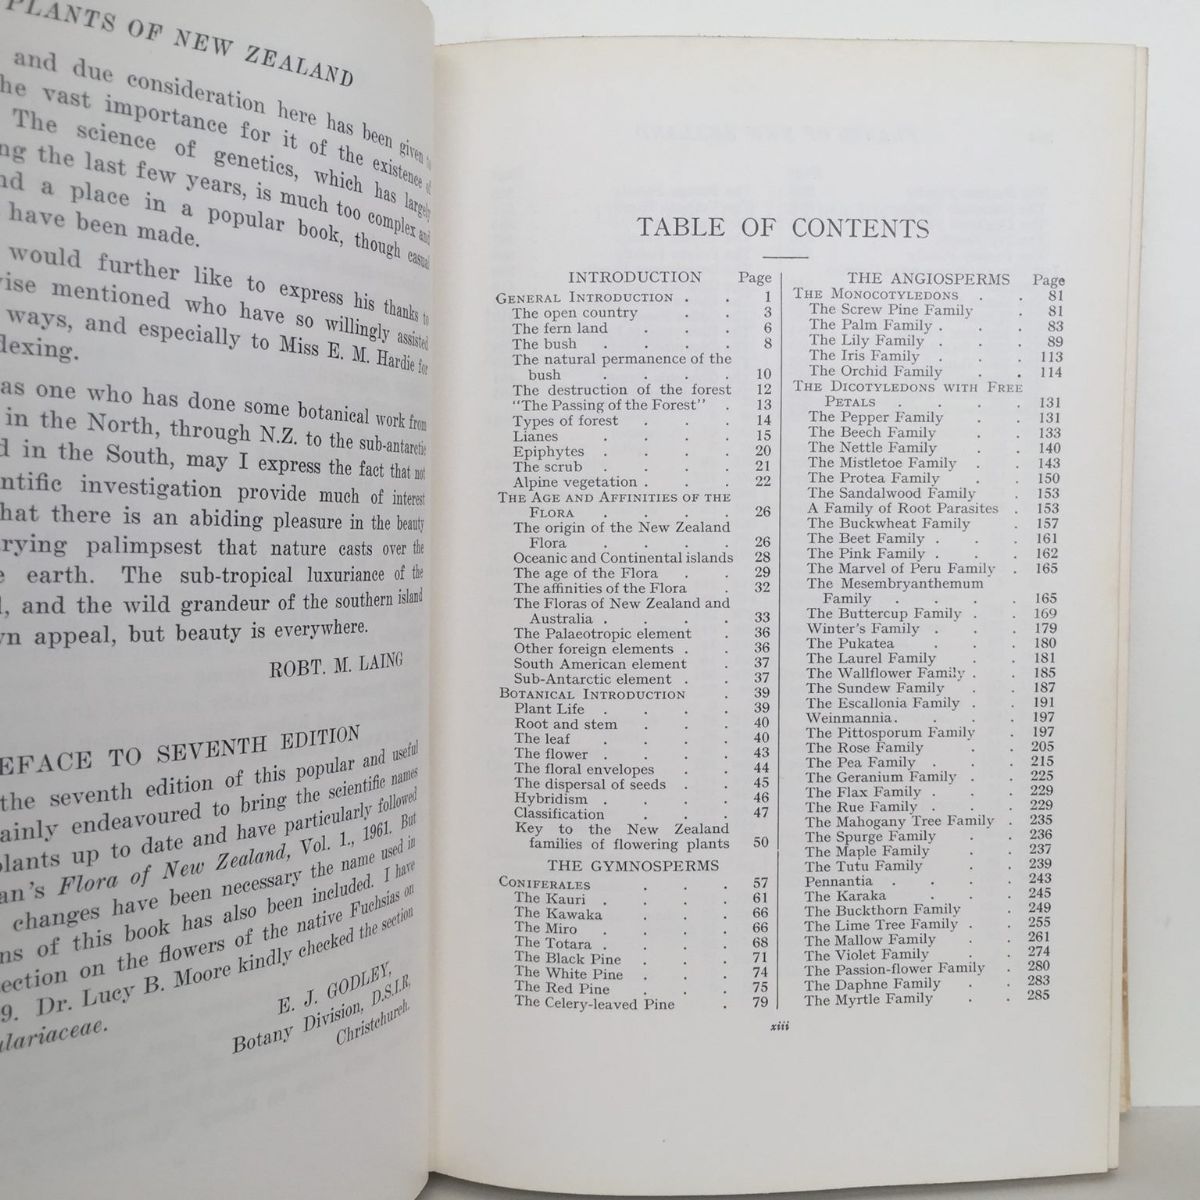 PLANTS OF NEW ZEALAND
and due consideration here has been given to
he vast importance for it of the existence of
The science of genetics, which has largely
ng the last few years, is much too complex and
nd a place in a popular book, though casual
have been made.
would further like to express his thanks to
vise mentioned who have so willingly assisted
ways, and especially to Miss E. M. Hardie for
dexing.
as one who has done some botanical work from
in the North, through N.Z. to the sub-antarctic
d in the South, may I express the fact that not
entific investigation provide much of interest
hat there is an abiding pleasure in the beauty
rying palimpsest that nature casts over the
e earth. The sub-tropical luxuriance of the
l, and the wild grandeur of the southern island
wn appeal, but beauty is everywhere.
ROBT. M. LAING
EFACE TO SEVENTH EDITION
the seventh edition of this popular and useful
ainly endeavoured to bring the scientific names
plants up to date and have particularly followed
an's Flora of New Zealand, Vol. 1., 1961. But
changes have been necessary the name used in
ns of this book has also been included. I have
ection on the flowers of the native Fuchsias on
9. Dr. Lucy B. Moore kindly checked the section
ulariaceae.
E. J. GODLEY,
Botany Division, D.S.I.R,
Christchurch.
TABLE OF CONTENTS
INTRODUCTION Page
GENERAL INTRODUCTION . . 1
The open country . . 3
The fern land . . . 6
The bush . . . . 8
The natural permanence of the
bush . . . . 10
The destruction of the forest 12
"The Passing of the Forest" . 13
Types of forest . . . 14
Lianes . . . . 15
Epiphytes . . . . 20
The scrub . . . . 21
Alpine vegetation . . . 22
THE AGE AND AFFINITIES OF THE
FLORA . . . . 26
The origin of the New Zealand
Flora . . . . 26
Oceanic and Continental islands 28
The age of the Flora . . 29
The affinities of the Flora . 32
The Floras of New Zealand and
Australia . . . . 33
The Palaeotropic element . 36
Other foreign elements . . 36
South American element . 37
Sub-Antarctic element . . 37
BOTANICAL INTRODUCTION . 39
Plant Life . . . . 39
Root and stem . . . 40
The leaf . . . . 40
The flower . . . . 43
The floral envelopes . . 44
The dispersal of seeds . . 45
Hybridism . . . . 46
Classification . . . 47
Key to the New Zealand
families of flowering plants 50
THE GYMNOSPERMS
CONIFERALES . . . 57
The Kauri . . . . 61
The Kawaka . . . 66
The Miro . . . . 66
The Totara . . . . 68
The Black Pine . . . 71
The White Pine . . . 74
The Red Pine . . . 75
The Celery-leaved Pine . 79
THE ANGIOSPERMS Page
THE MONOCOTYLEDONS . . 81
The Screw Pine Family . 81
The Palm Family . . . 83
The Lily Family . . . 89
The Iris Family . . . 113
The Orchid Family . . 114
THE DICOTYLEDONS WITH FREE
PETALS . . . . 131
The Pepper Family . . 131
The Beech Family . . 133
The Nettle Family . . 140
The Mistletoe Family . . 143
The Protea Family . . 150
The Sandalwood Family . 153
A Family of Root Parasites . 153
The Buckwheat Family . 157
The Beet Family . . . 161
The Pink Family . . . 162
The Marvel of Peru Family . 165
The Mesembryanthemum
Family . . . . 165
The Buttercup Family . . 169
Winter's Family . . . 179
The Pukatea . . . 180
The Laurel Family . . 181
The Wallflower Family . . 185
The Sundew Family . . 187
The Escallonia Family . . 191
Weinmannia . . . . 197
The Pittosporum Family . 197
The Rose Family . . 205
The Pea Family . . . 215
The Geranium Family . . 225
The Flax Family . . . 229
The Rue Family . . . 229
The Mahogany Tree Family . 235
The Spurge Family . . 236
The Maple Family . . 237
The Tutu Family . . 239
Pennantia . . . . 243
The Karaka . . . 245
The Buckthorn Family . 249
The Lime Tree Family . . 255
The Mallow Family . . 261
The Violet Family . . 274
The Passion-flower Family . 280
The Daphne Family . . 283
The Myrtle Family . . 285
xiii